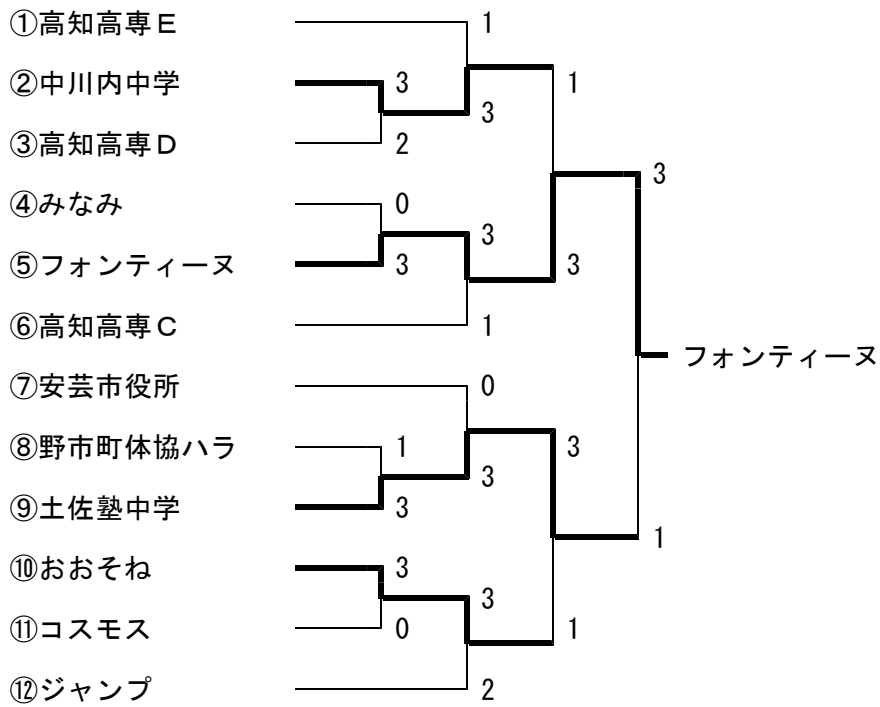 ①高知高専Ｅ 1
②中川内中学 3 1
3
③高知高専Ｄ 2
3
④みなみ 0
3
⑤フォンティーヌ 3 3
⑥高知高専Ｃ 1
フォンティーヌ
⑦安芸市役所 0
⑧野市町体協ハラ 1 3
3
⑨土佐塾中学 3
1
⑩おおそね 3
3
⑪コスモス 0 1
⑫ジャンプ 2